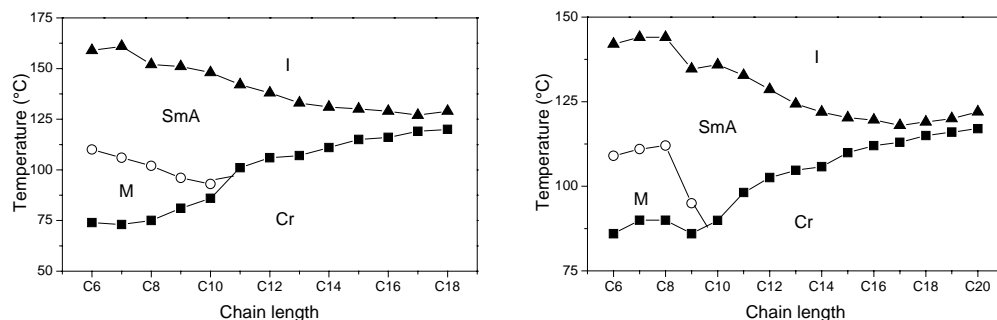 175
150
125
100
75
50
Temperature (°C)
I
SmA
M
Cr
C6 C8 C10 C12 C14 C16 C18
Chain length
150
125
100
75
Temperature (°C)
I
SmA
M
Cr
C6 C8 C10 C12 C14 C16 C18 C20
Chain length